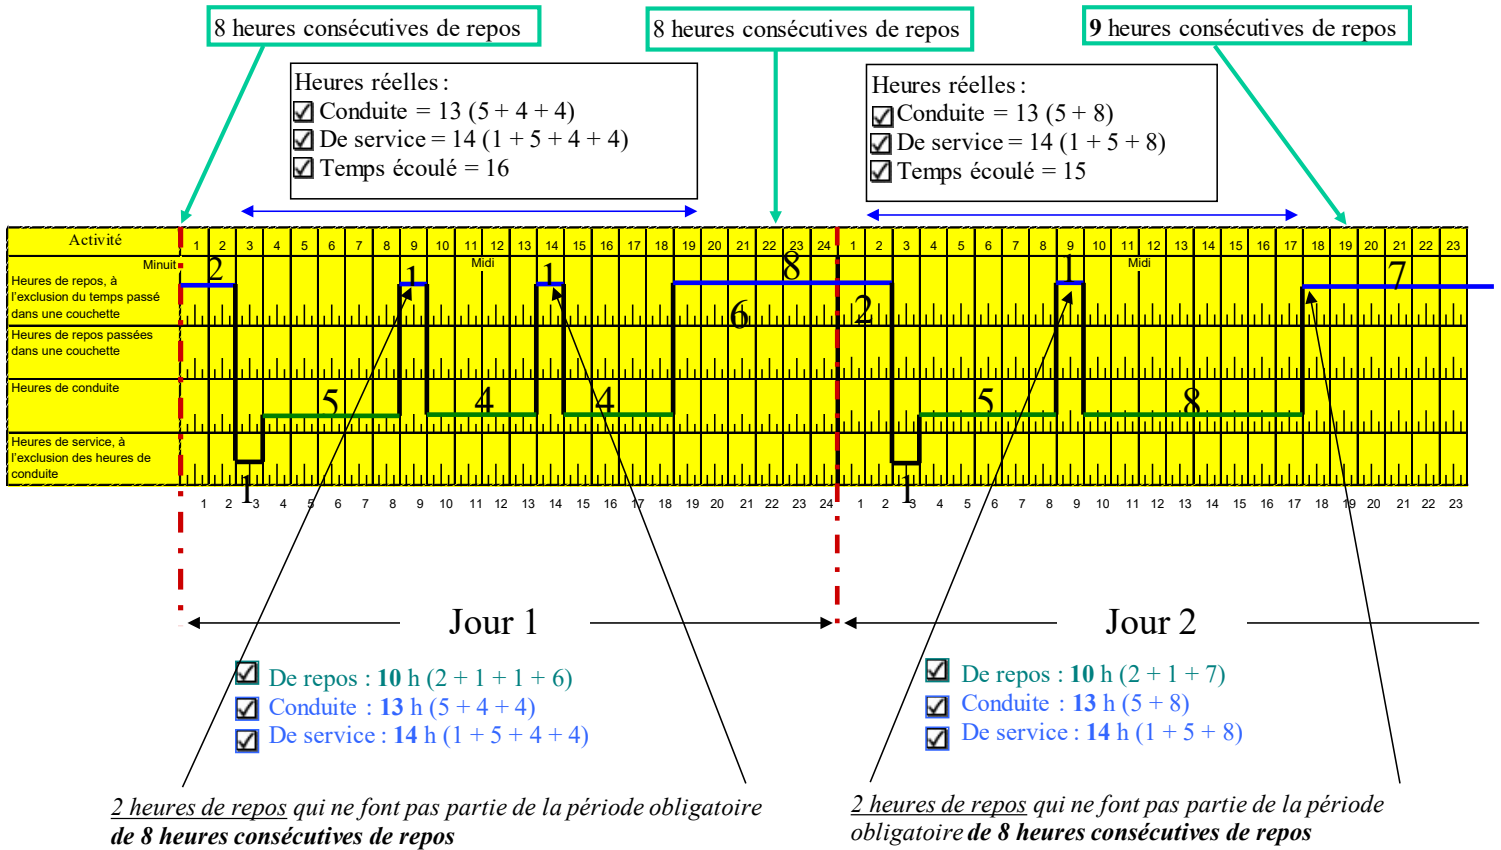 8 heures consécutives de repos
8 heures consécutives de repos
9 heures consécutives de repos
Heures réelles :
Conduite = 13 (5 + 4 + 4)
De service = 14 (1 + 5 + 4 + 4)
Temps écoulé = 16
Heures réelles :
Conduite = 13 (5 + 8)
De service = 14 (1 + 5 + 8)
Temps écoulé = 15
Activité 1 2 3 4 5 6 7 8 9 10 11 12 13 14 15 16 17 18 19 20 21 22 23 24 1 2 3 4 5 6 7 8 9 10 11 12 13 14 15 16 17 18 19 20 21 22 23
Minuit Midi Midi
Heures de repos, à
l'exclusion du temps passé
dans une couchette
2 1 1 8 6 2 1 7
Heures de repos passées
dans une couchette
Heures de conduite
5 4 4 5 8
Heures de service, à
l'exclusion des heures de
conduite
1 1
1 2 3 4 5 6 7 8 9 10 11 12 13 14 15 16 17 18 19 20 21 22 23 24 1 2 3 4 5 6 7 8 9 10 11 12 13 14 15 16 17 18 19 20 21 22 23
Jour 1
Jour 2
De repos : 10 h (2 + 1 + 1 + 6)
Conduite : 13 h (5 + 4 + 4)
De service : 14 h (1 + 5 + 4 + 4)
De repos : 10 h (2 + 1 + 7)
Conduite : 13 h (5 + 8)
De service : 14 h (1 + 5 + 8)
2 heures de repos qui ne font pas partie de la période obligatoire
de 8 heures consécutives de repos
2 heures de repos qui ne font pas partie de la période
obligatoire de 8 heures consécutives de repos